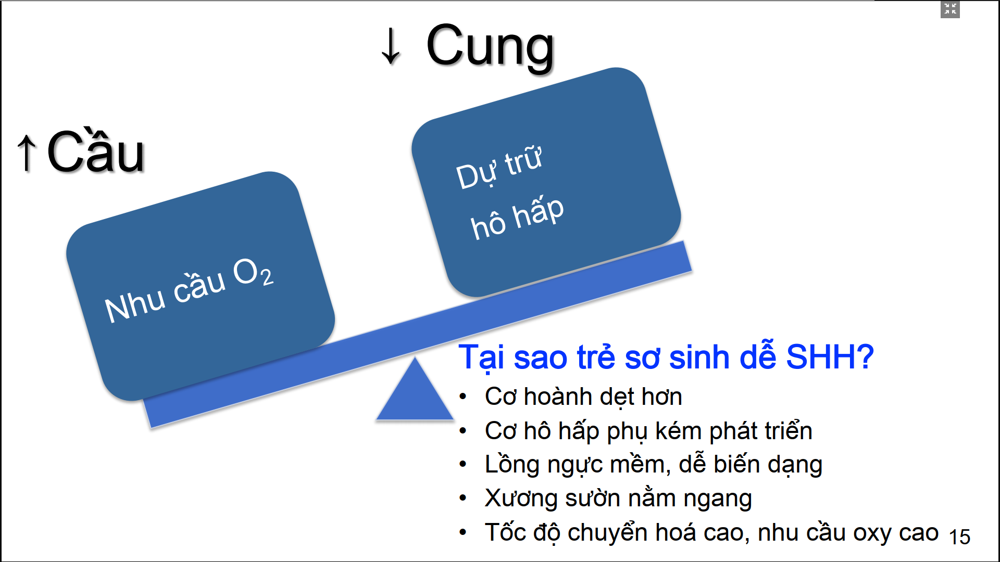 ↓ Cung
↑Cầu
Dự trữ
hô hấp
Nhu cầu O₂
Tại sao trẻ sơ sinh dễ SHH?
• Cơ hoành dẹt hơn
• Cơ hô hấp phụ kém phát triển
• Lồng ngực mềm, dễ biến dạng
• Xương sườn nằm ngang
• Tốc độ chuyển hoá cao, nhu cầu oxy cao
15